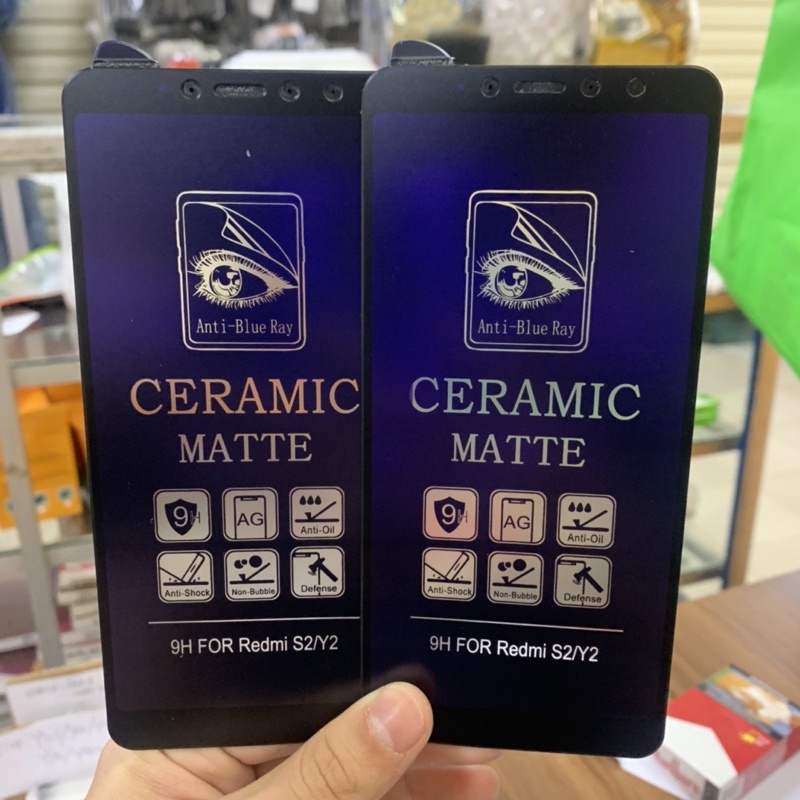 Anti-Blue Ray
CERAMIC
MATTE
9H
AG
Anti-Oil
Anti-Shock
Non-Bubble
Defense
9H FOR Redmi S2/Y2
Anti-Blue Ray
CERAMIC
MATTE
9H
AG
Anti-Oil
Anti-Shock
Non-Bubble
Defense
9H FOR Redmi S2/Y2